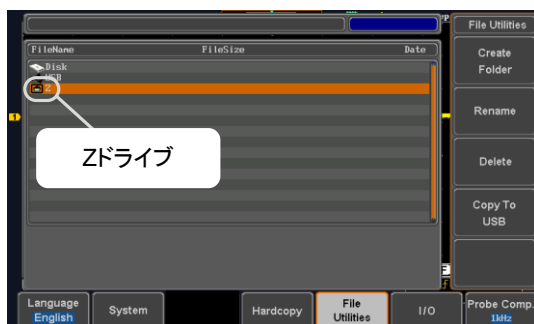 File Utilities
FileName FileSize Date
Disk
USB
Z
Zドライブ
1
Create
Folder
Rename
Delete
Copy To
USB
F
Language
English
System
Hardcopy
File
Utilities
I/O
Probe Comp.
1kHz